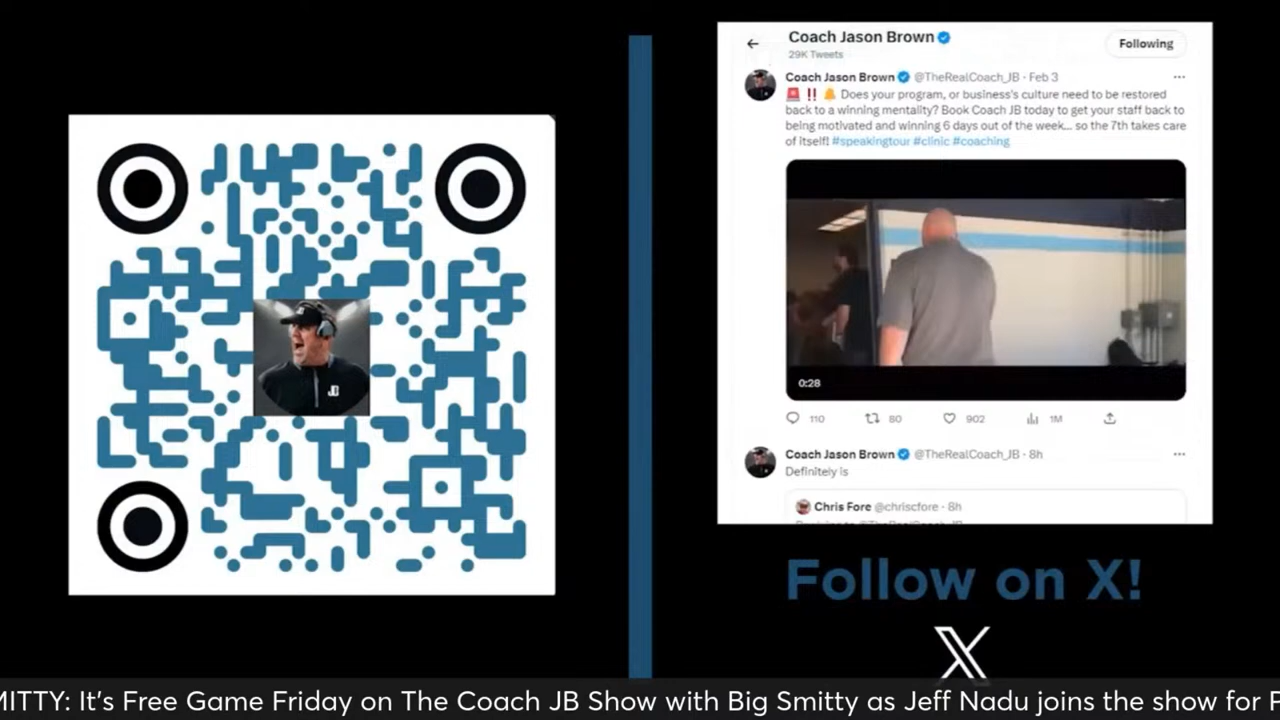 Coach Jason Brown
29K Tweets
Following
Coach Jason Brown @TheRealCoach_JB · Feb 3
🚨 ‼️ 🔔 Does your program, or business's culture need to be restored
back to a winning mentality? Book Coach JB today to get your staff back to
being motivated and winning 6 days out of the week... so the 7th takes care
of itself! #speakingtour #clinic #coaching
0:28
110 80 902 1M
Coach Jason Brown @TheRealCoach_JB · 8h
Definitely is
Chris Fore @chriscfore · 8h
JB
Follow on X!
MITTY: It's Free Game Friday on The Coach JB Show with Big Smitty as Jeff Nadu joins the show for